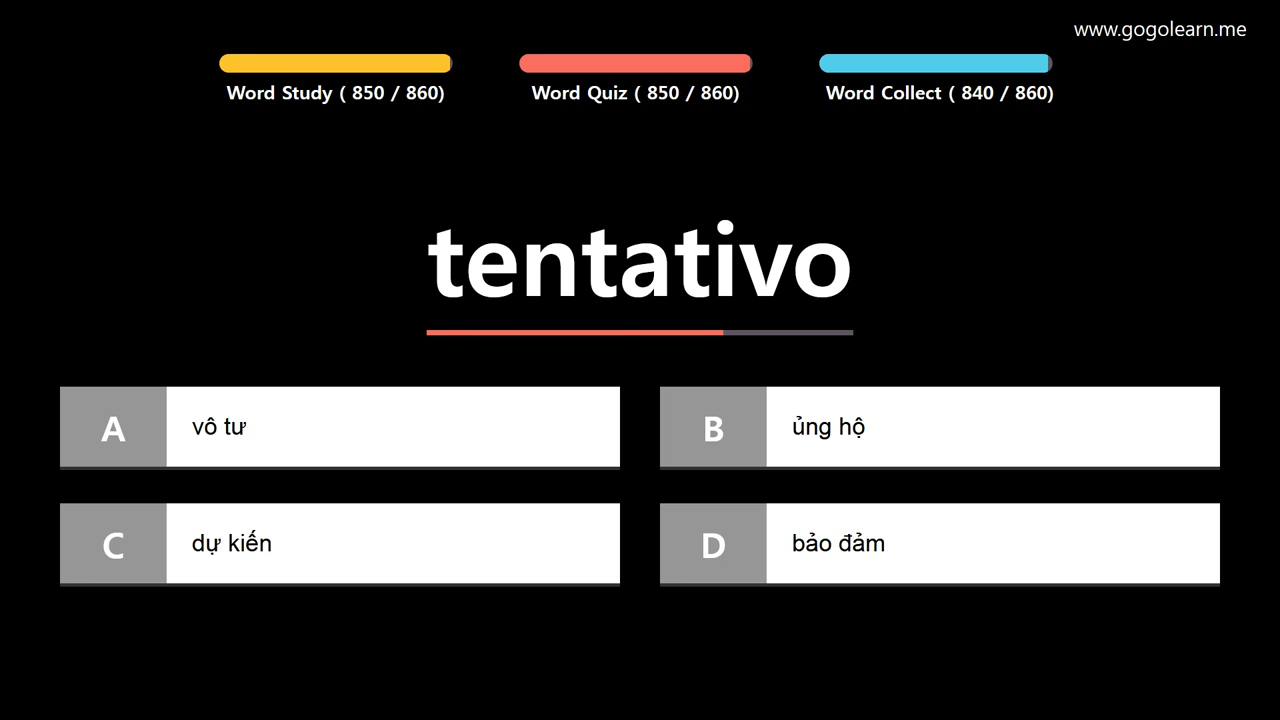 www.gogolearn.me
Word Study ( 850 / 860)
Word Quiz ( 850 / 860)
Word Collect ( 840 / 860)
tentativo
A vô tư
B ủng hộ
C dự kiến
D bảo đảm